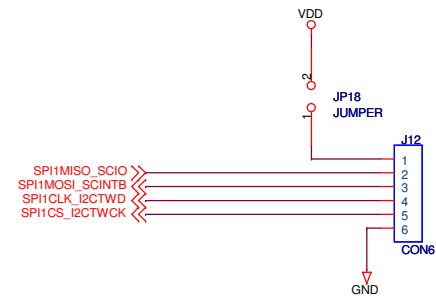 VDD
2
JP18
JUMPER
1
J12
1
SPI1MISO_SCIO
2
SPI1MOSI_SCINTB
3
SPI1CLK_I2CTWD
4
SPI1CS_I2CTWCK
5
6
CON6
GND